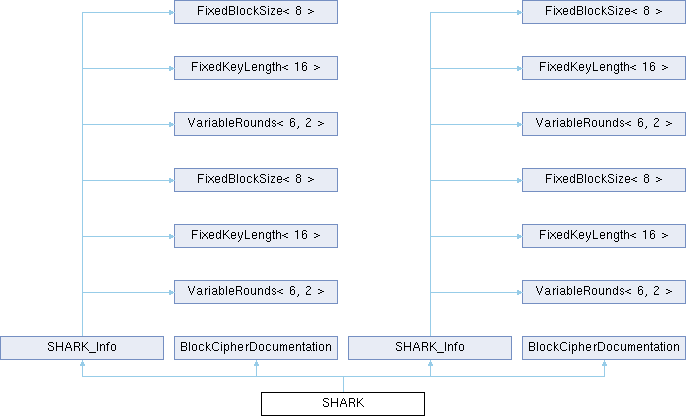 FixedBlockSize< 8 >
FixedBlockSize< 8 >
FixedKeyLength< 16 >
FixedKeyLength< 16 >
VariableRounds< 6, 2 >
VariableRounds< 6, 2 >
FixedBlockSize< 8 >
FixedBlockSize< 8 >
FixedKeyLength< 16 >
FixedKeyLength< 16 >
VariableRounds< 6, 2 >
VariableRounds< 6, 2 >
SHARK_Info
BlockCipherDocumentation
SHARK_Info
BlockCipherDocumentation
SHARK